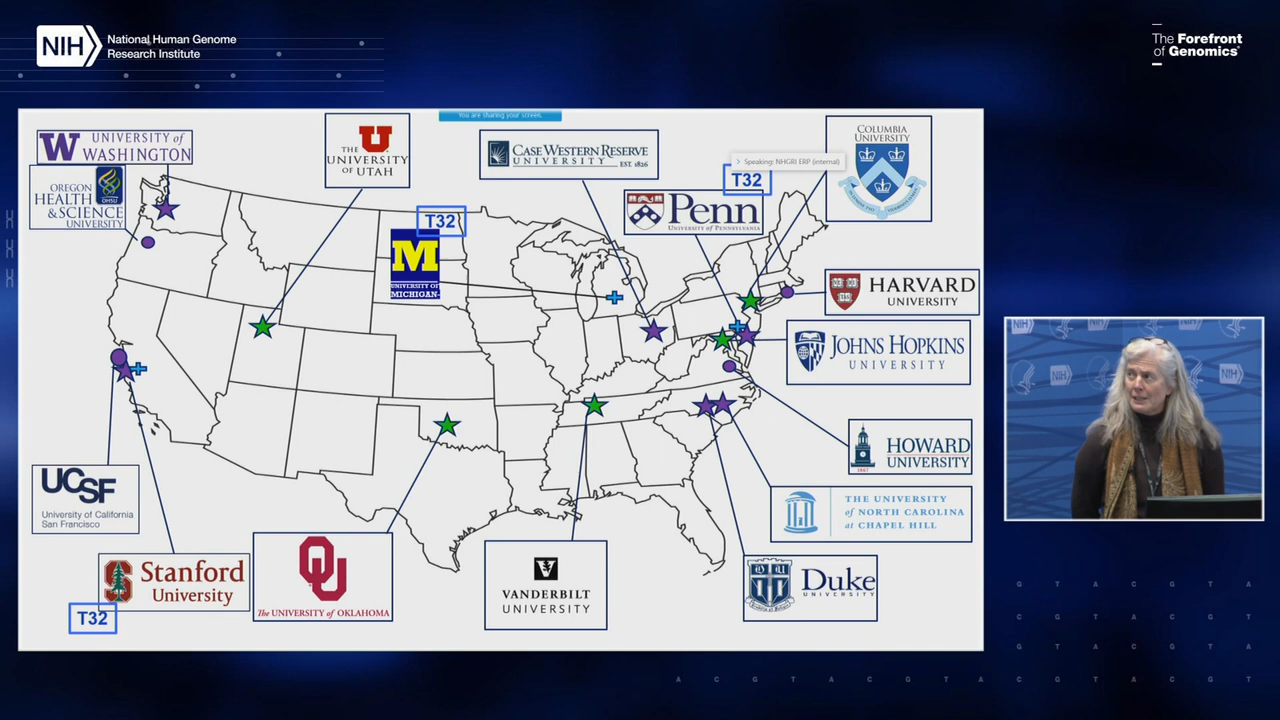 NIH
National Human Genome
Research Institute
The Forefront
of Genomics®
You are sharing your screen.
W UNIVERSITY of
WASHINGTON
OREGON
HEALTH
& SCIENCE
UNIVERSITY
OHSU
U
THE
UNIVERSITY
OF UTAH
CASE WESTERN RESERVE
UNIVERSITY EST. 1826
Speaking: NHGRI ERP (internal)
COLUMBIA
UNIVERSITY
T32
Penn
UNIVERSITY of PENNSYLVANIA
T32
M
UNIVERSITY OF
MICHIGAN
HARVARD
UNIVERSITY
JOHNS HOPKINS
UNIVERSITY
HOWARD
UNIVERSITY
1867
THE UNIVERSITY
of NORTH CAROLINA
at CHAPEL HILL
Duke
UNIVERSITY
UCSF
University of California
San Francisco
S Stanford
University
T32
OU
The UNIVERSITY of OKLAHOMA
V
VANDERBILT
UNIVERSITY
NIH
NIH
NIH
G T A C G T A
C G T A C G T
G T A C G T A
A C G T A C G T A C G T A C G T